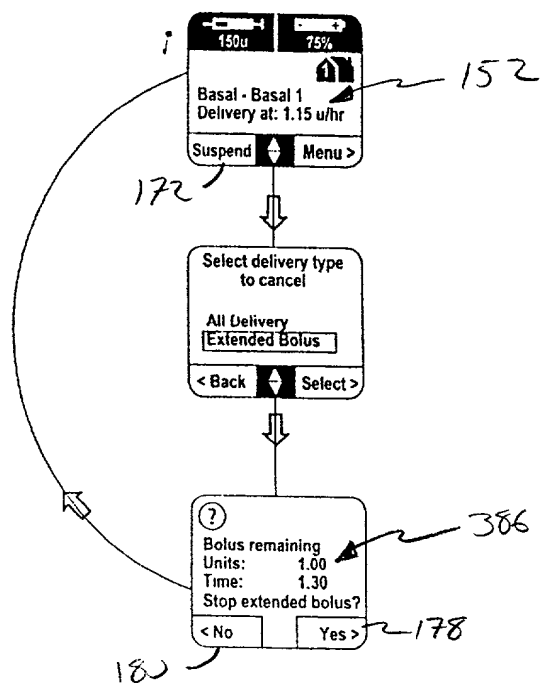 i
150u 75%
1
152
Basal - Basal 1
Delivery at: 1.15 u/hr
Suspend Menu >
172
Select delivery type
to cancel
All Delivery
Extended Bolus
< Back Select >
?
386
Bolus remaining
Units: 1.00
Time: 1.30
Stop extended bolus?
< No Yes >
178
180